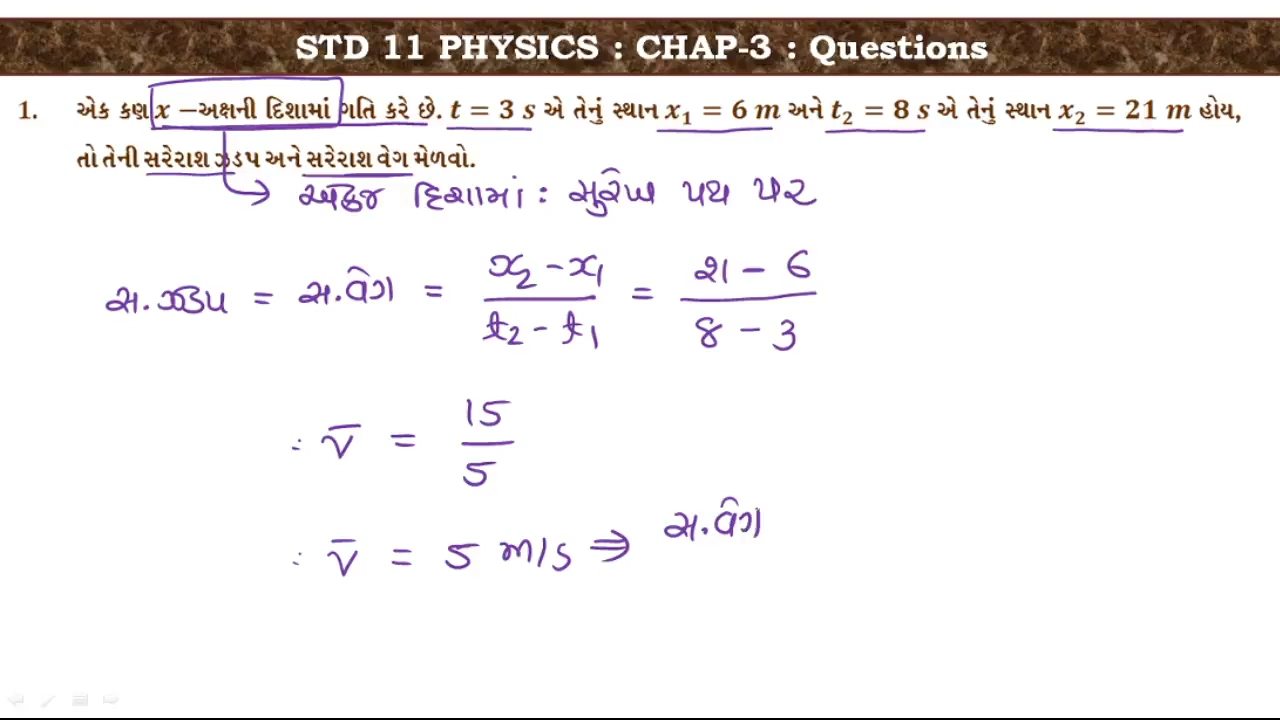 STD 11 PHYSICS : CHAP-3 : Questions
1. એક કણ x −અક્ષની દિશામાં ગતિ કરે છે. t = 3 s એ તેનું સ્થાન x₁ = 6 m અને t₂ = 8 s એ તેનું સ્થાન x₂ = 21 m હોય,
તો તેની સરેરાશ ઝડપ અને સરેરાશ વેગ મેળવો.
એકજ દિશામાં : સુરેખ પથ પર
સ.ઝડપ = સ.વેગ = x₂ − x₁ / t₂ − t₁ = 21 − 6 / 8 − 3
∴ v̅ = 15 / 5
∴ v̅ = 5 m/s ⇒ સ.વેગ